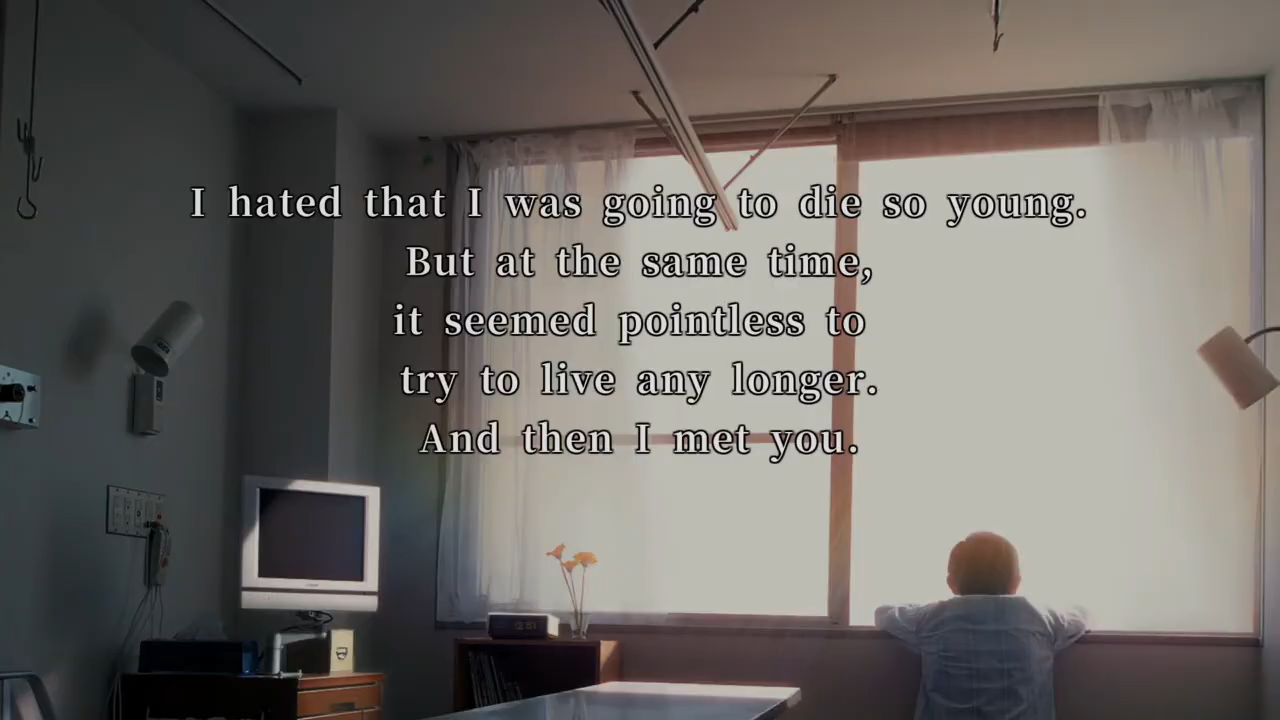 I hated that I was going to die so young.
But at the same time,
it seemed pointless to
try to live any longer.
And then I met you.